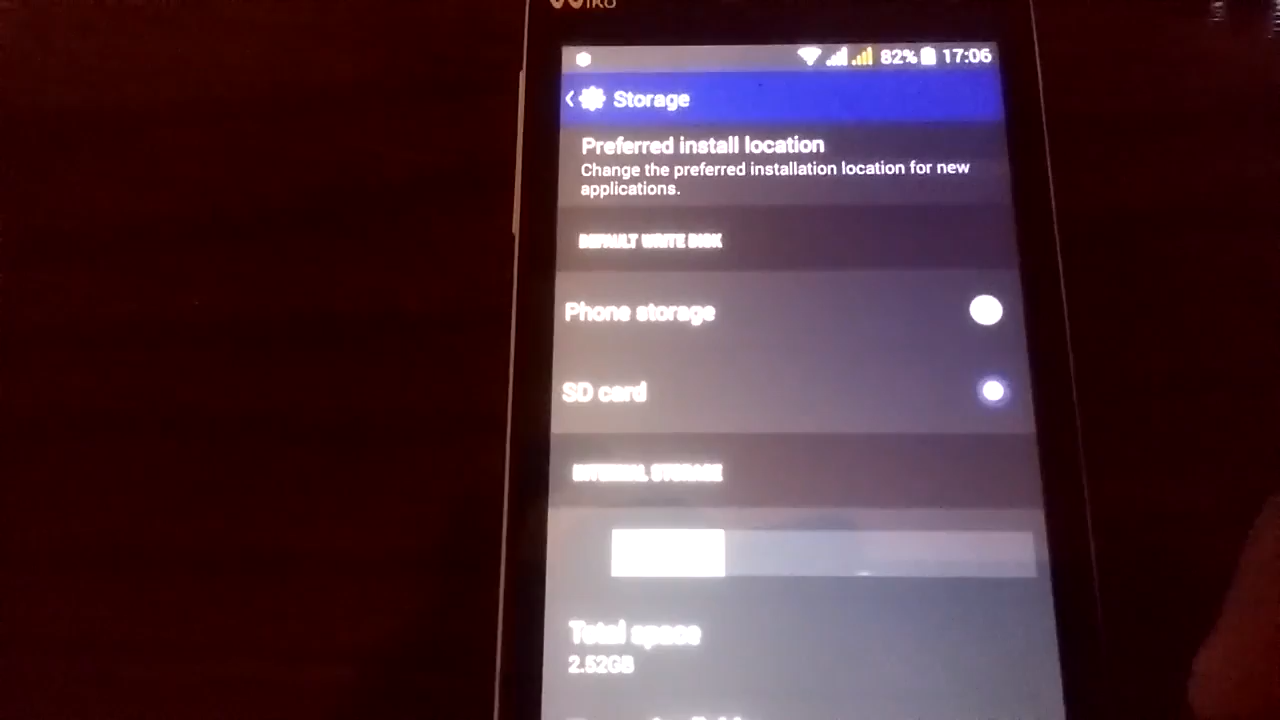 WIKO
82% 17:06
Storage
Preferred install location
Change the preferred installation location for new
applications.
DEFAULT WRITE DISK
Phone storage
SD card
INTERNAL STORAGE
Total space
2.52GB